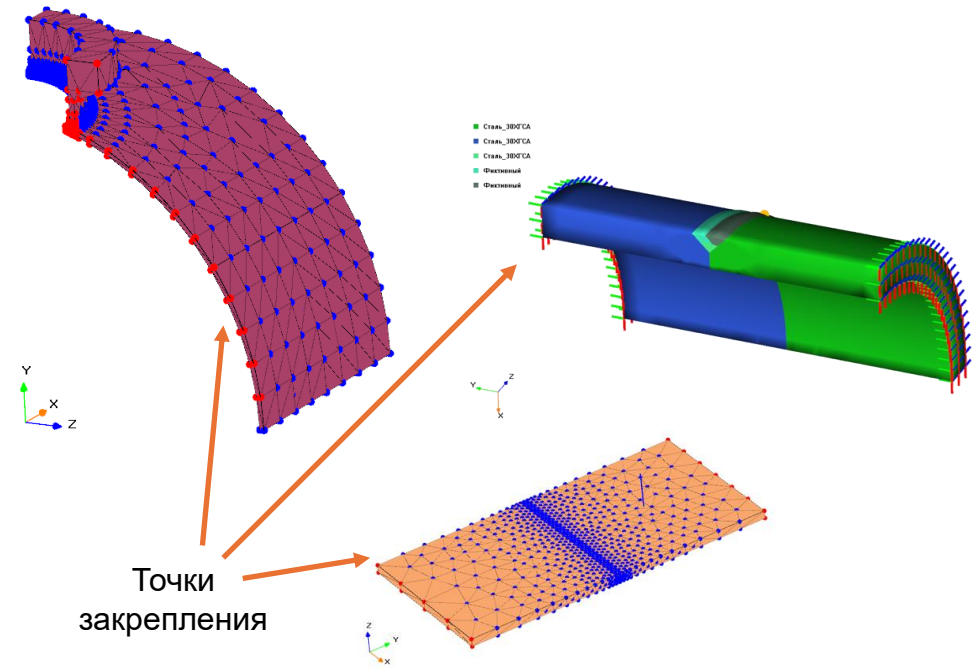 Сталь_30ХГСА
Сталь_30ХГСА
Сталь_30ХГСА
Фиктивный
Фиктивный
Y
X
Z
Y
Z
X
Точки
закрепления
Z
Y
X